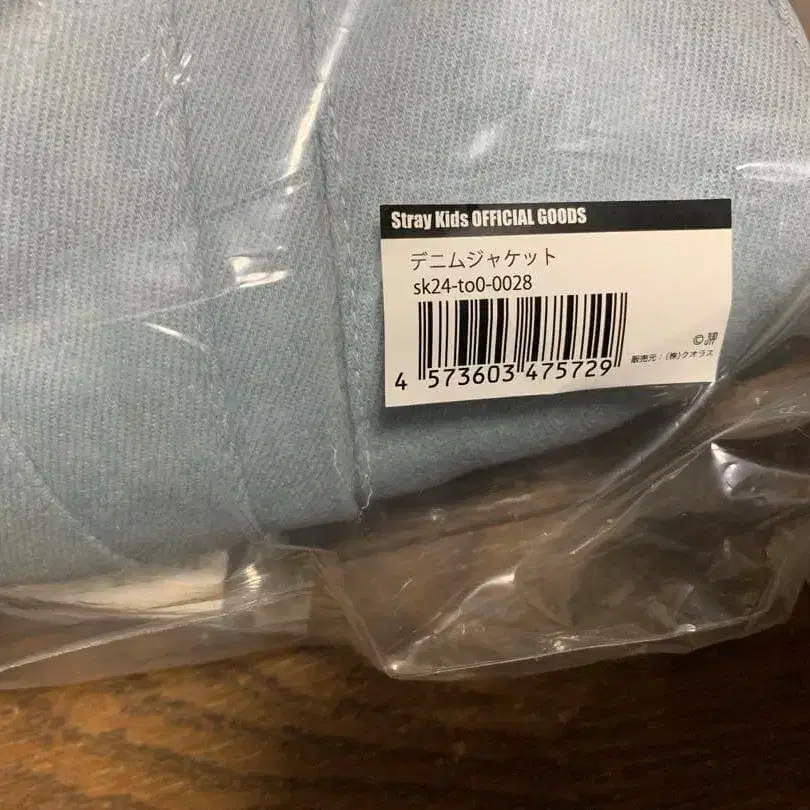 Stray Kids OFFICIAL GOODS
デニムジャケット
sk24-to0-0028
4 573603 475729
©
販売元:(株)クオラス